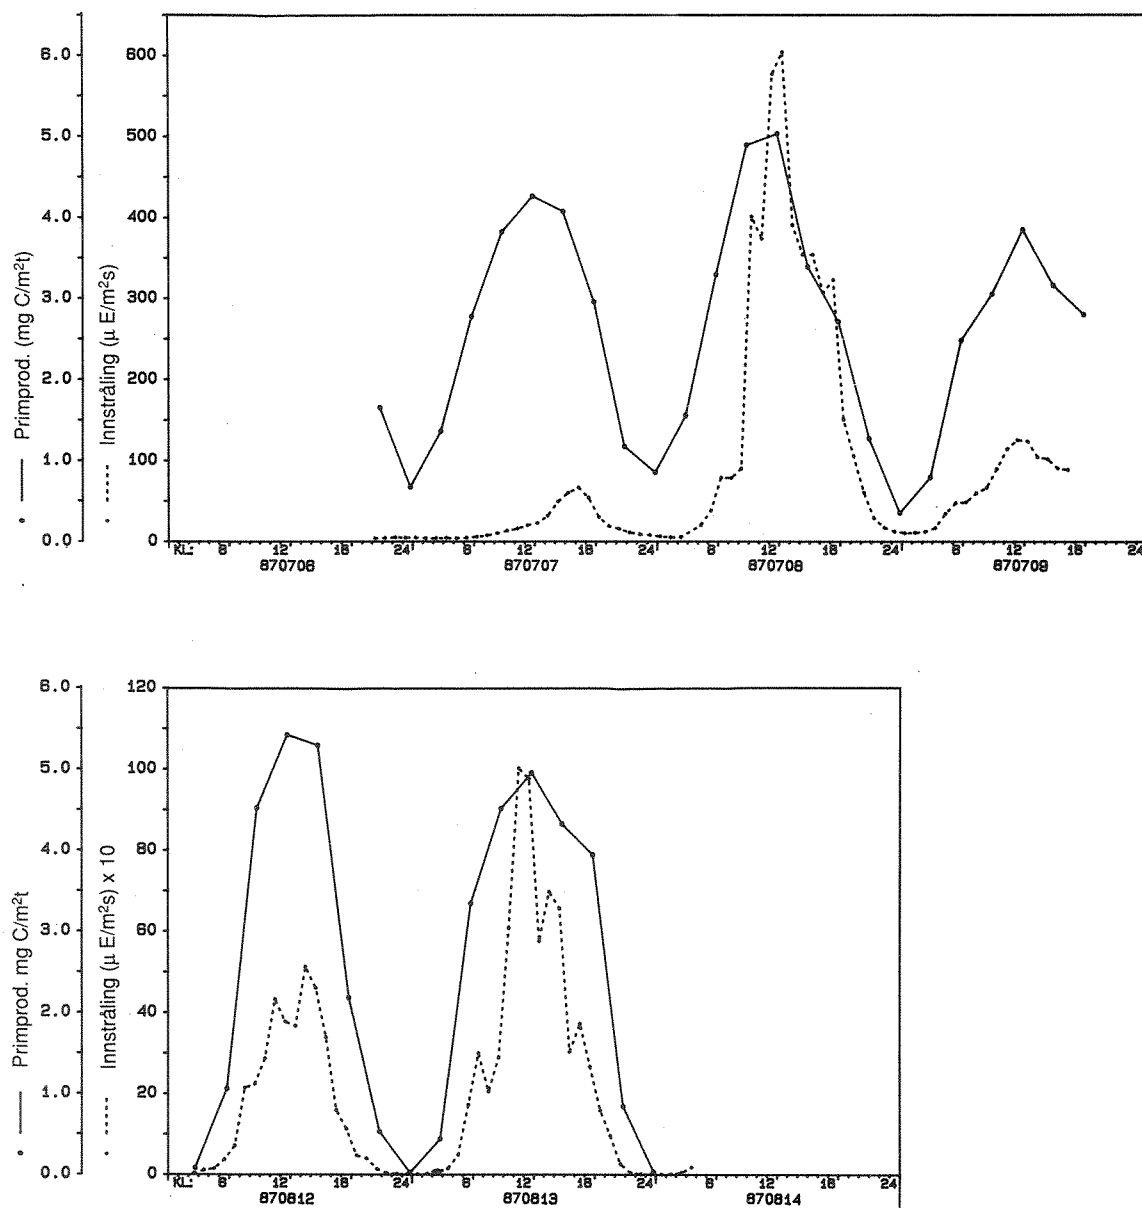 6.0 600
5.0 500
4.0 400
3.0 300
2.0 200
1.0 100
0.0 0
Primprod. (mg C/m²t)
Innstråling (µ E/m²s)
KL: 6 12 18 24 6 12 18 24 6 12 18 24 6 12 18 24
870706 870707 870708 870709
6.0 120
5.0 100
4.0 80
3.0 60
2.0 40
1.0 20
0.0 0
Primprod. mg C/m²t
Innstråling (µ E/m²s) x 10
KL: 6 12 18 24 6 12 18 24 6 12 18 24
870812 870813 870814